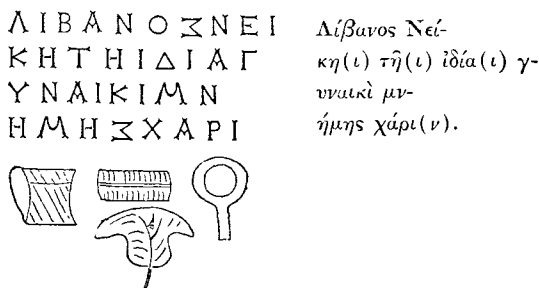 ΛΙΒΑΝΟΣΝΕΙ
ΚΗΤΗΙΔΙΑΓ
ΥΝΑΙΚΙΜΝ
ΗΜΗΣΧΑΡΙ
Λίβανος Νεί-
κη(ι) τῆ(ι) ἰδία(ι) γ-
υναικὶ μν-
ήμης χάρι(ν).